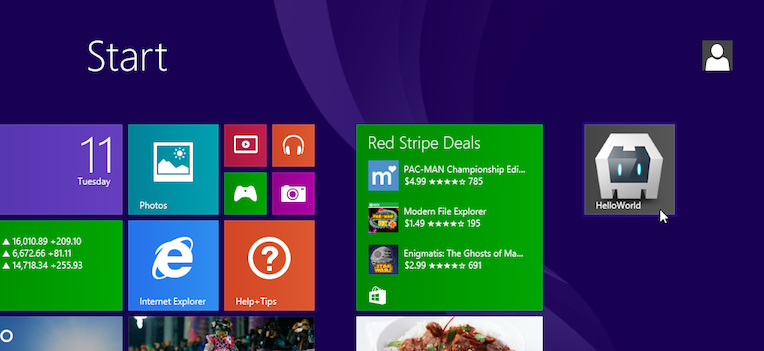 Start
11
Tuesday
Photos
▲ 16,010.89 +209.10
▲ 6,672.66 +81.11
▲ 14,718.34 +255.93
Internet Explorer
Help+Tips
Red Stripe Deals
PAC-MAN Championship Edi...
$4.99 ★★★★☆ 785
Modern File Explorer
$1.49 ★★★★☆ 195
Enigmatis: The Ghosts of Ma...
$2.99 ★★★★☆ 691
HelloWorld